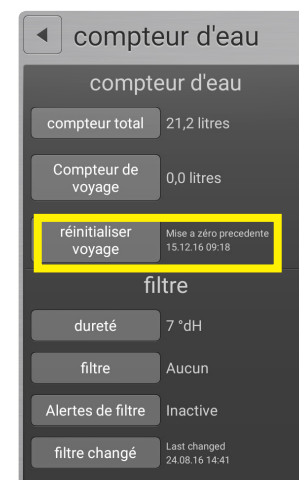 compteur d'eau
compteur d'eau
compteur total 21,2 litres
Compteur de
voyage 0,0 litres
réinitialiser Mise a zéro precedente
voyage 15.12.16 09:18
filtre
dureté 7 °dH
filtre Aucun
Alertes de filtre Inactive
filtre changé Last changed
24.08.16 14:41